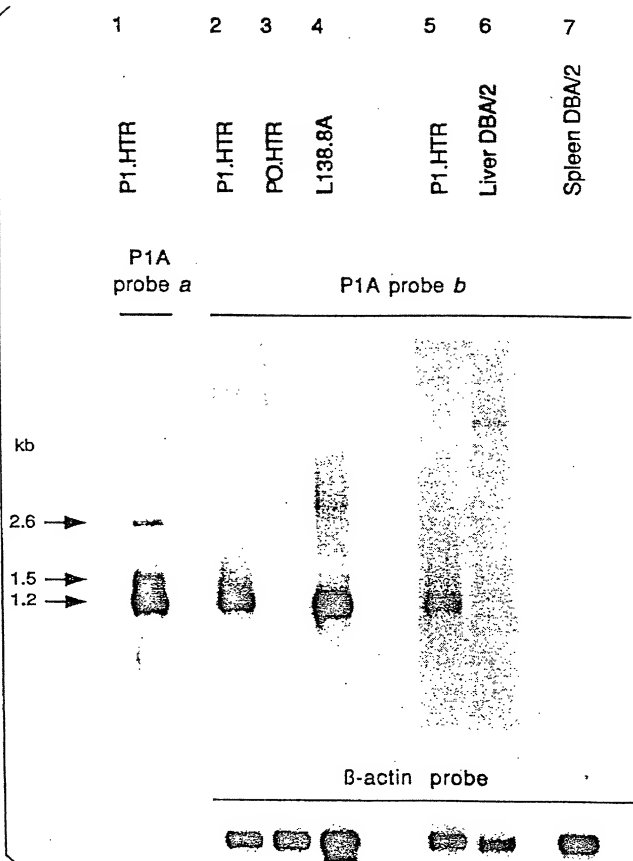 1 2 3 4 5 6 7
P1.HTR P1.HTR PO.HTR L138.8A P1.HTR Liver DBA/2 Spleen DBA/2
P1A
probe a P1A probe b
kb
2.6
1.5
1.2
ß-actin probe